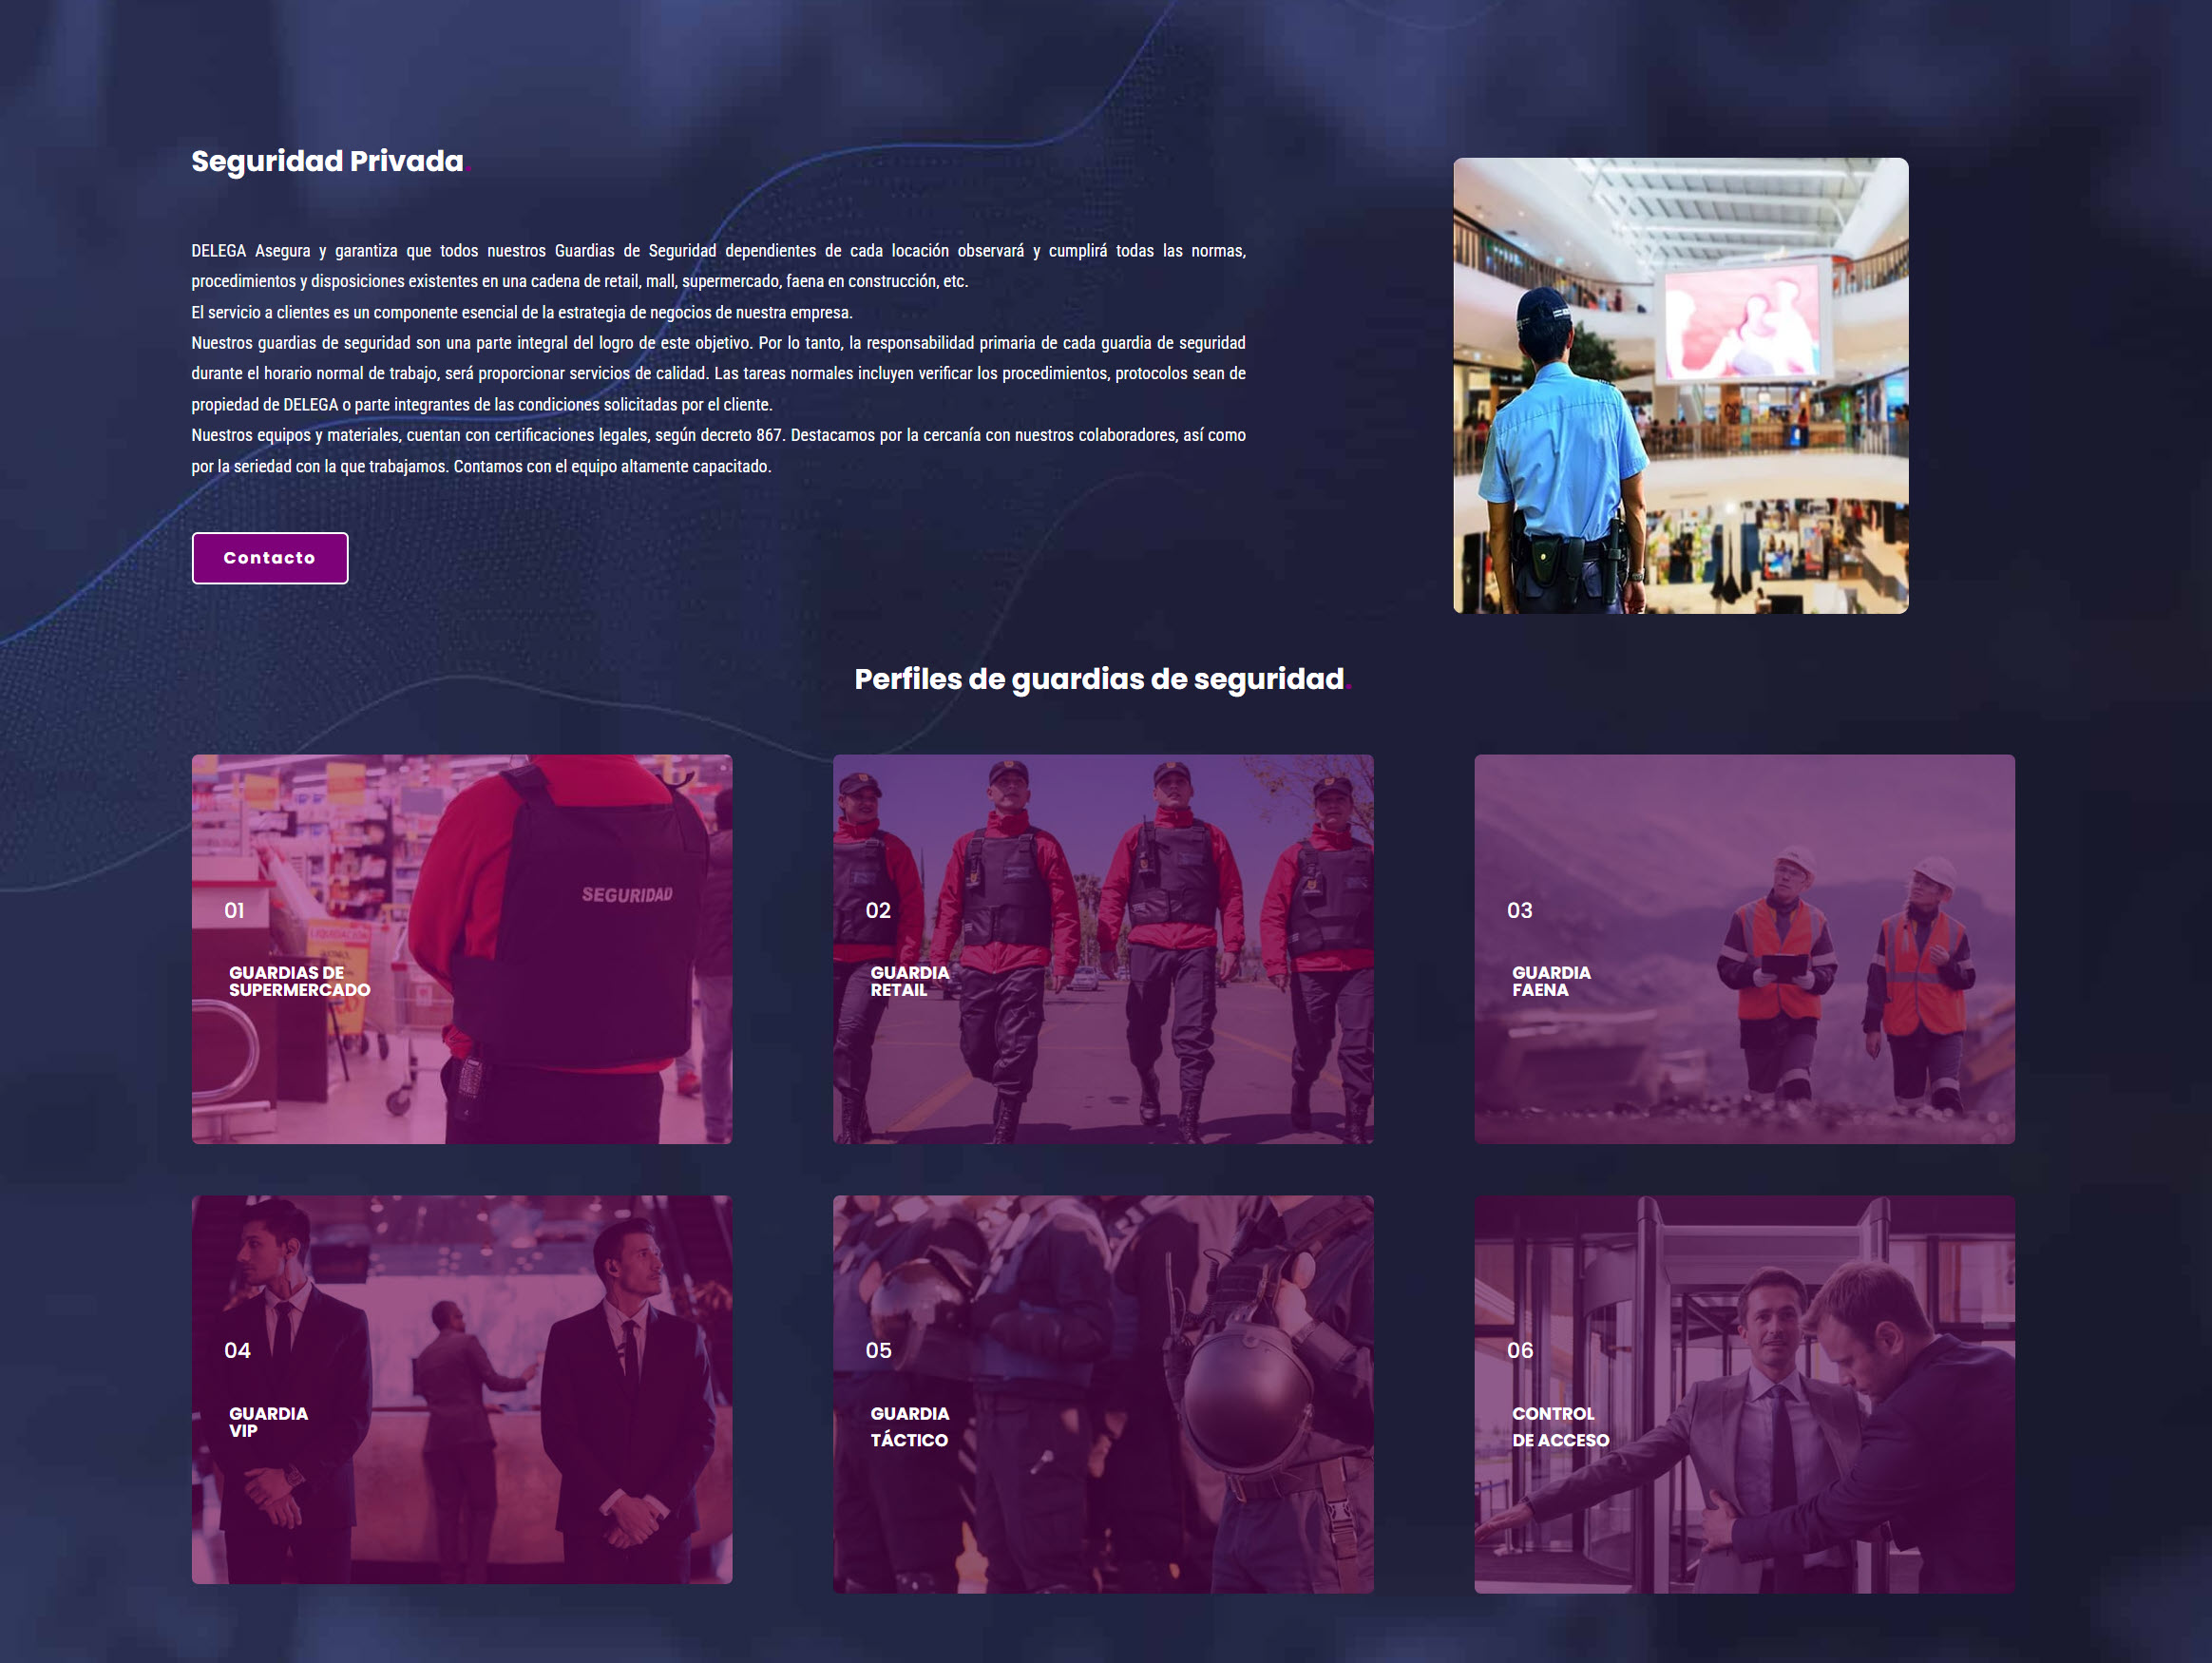 Seguridad Privada.
DELEGA Asegura y garantiza que todos nuestros Guardias de Seguridad dependientes de cada locación observará y cumplirá todas las normas,
procedimientos y disposiciones existentes en una cadena de retail, mall, supermercado, faena en construcción, etc.
El servicio a clientes es un componente esencial de la estrategia de negocios de nuestra empresa.
Nuestros guardias de seguridad son una parte integral del logro de este objetivo. Por lo tanto, la responsabilidad primaria de cada guardia de seguridad
durante el horario normal de trabajo, será proporcionar servicios de calidad. Las tareas normales incluyen verificar los procedimientos, protocolos sean de
propiedad de DELEGA o parte integrantes de las condiciones solicitadas por el cliente.
Nuestros equipos y materiales, cuentan con certificaciones legales, según decreto 867. Destacamos por la cercanía con nuestros colaboradores, así como
por la seriedad con la que trabajamos. Contamos con el equipo altamente capacitado.
Contacto
Perfiles de guardias de seguridad.
SEGURIDAD
LIQUIDACIÓN
01
GUARDIAS DE
SUPERMERCADO
02
GUARDIA
RETAIL
03
GUARDIA
FAENA
04
GUARDIA
VIP
05
GUARDIA
TÁCTICO
06
CONTROL
DE ACCESO